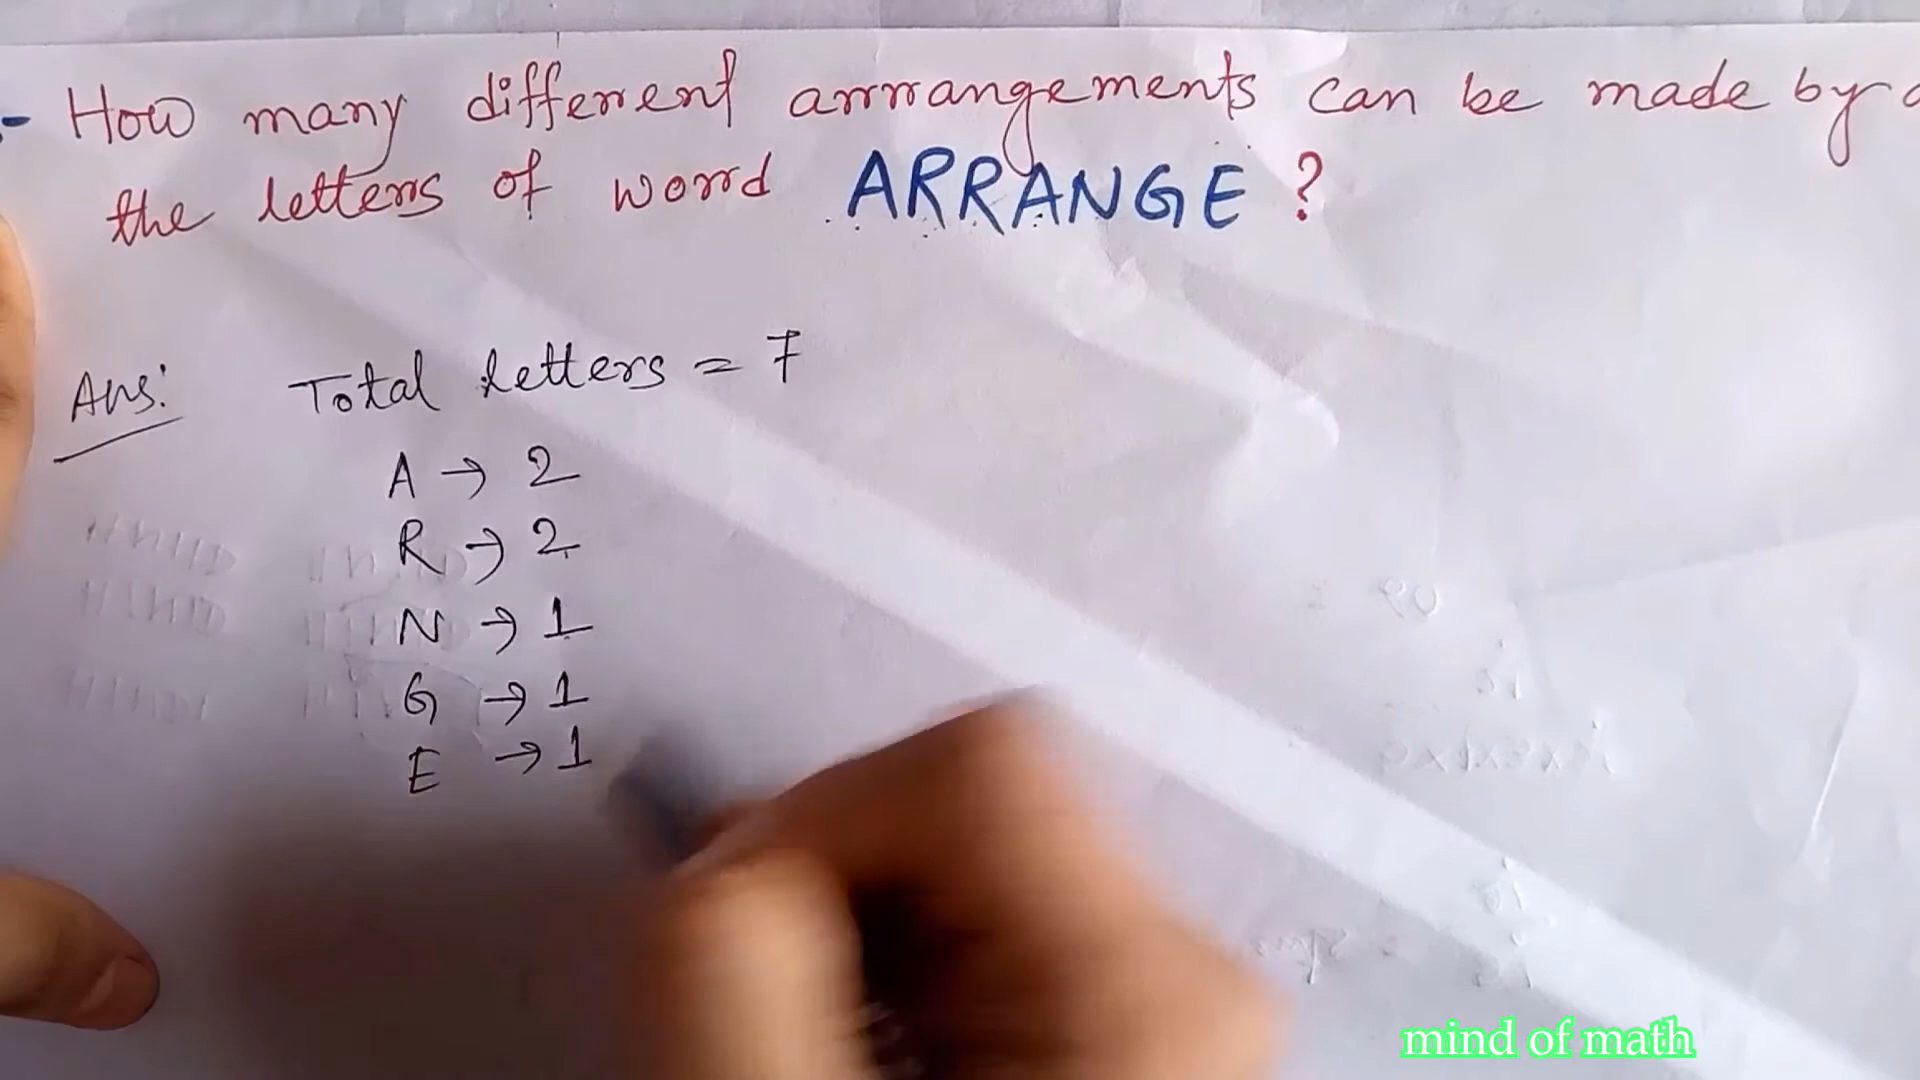 How many different arrangements can be made by
the letters of word ARRANGE ?
Ans: Total letters = 7
A → 2
R → 2
N → 1
G → 1
E → 1
mind of math